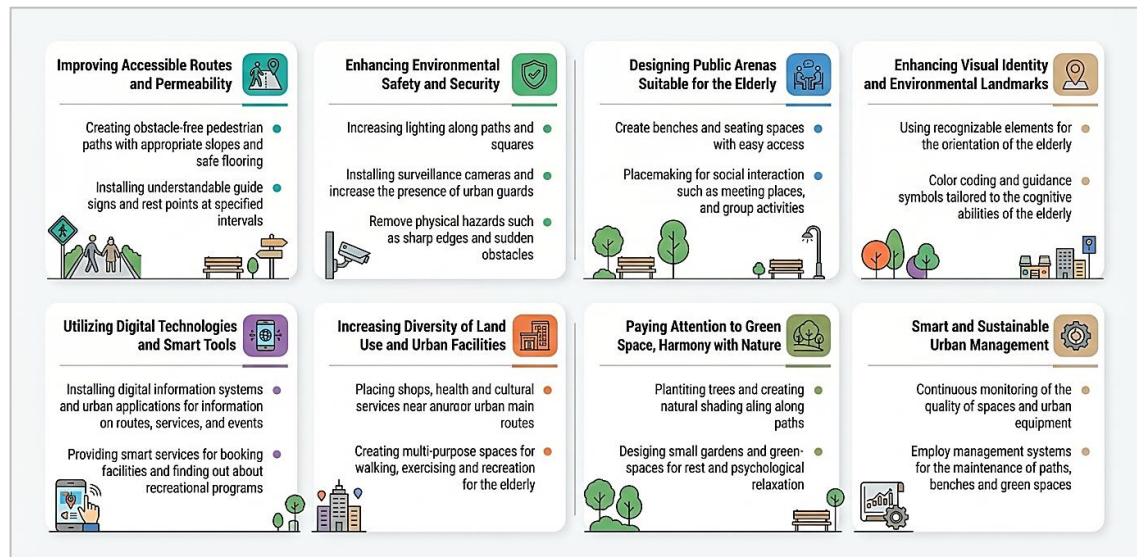 Improving Accessible Routes
and Permeability
Creating obstacle-free pedestrian
paths with appropriate slopes and
safe flooring
Installing understandable guide
signs and rest points at specified
intervals
Enhancing Environmental
Safety and Security
Increasing lighting along paths and
squares
Installing surveillance cameras and
increase the presence of urban guards
Remove physical hazards such
as sharp edges and sudden
obstacles
Designing Public Arenas
Suitable for the Elderly
Create benches and seating spaces
with easy access
Placemaking for social interaction
such as meeting places,
and group activities
Enhancing Visual Identity
and Environmental Landmarks
Using recognizable elements for
the orientation of the elderly
Color coding and guidance
symbols tailored to the cognitive
abilities of the elderly
Utilizing Digital Technologies
and Smart Tools
Installing digital information systems
and urban applications for information
on routes, services, and events
Providing smart services for booking
facilities and finding out about
recreational programs
Increasing Diversity of Land
Use and Urban Facilities
Placing shops, health and cultural
services near urban main
routes
Creating multi-purpose spaces for
walking, exercising and recreation
for the elderly
Paying Attention to Green
Space, Harmony with Nature
Plantiting trees and creating
natural shading aling along
paths
Desiging small gardens and green-
spaces for rest and psychological
relaxation
Smart and Sustainable
Urban Management
Continuous monitoring of the
quality of spaces and urban
equipment
Employ management systems
for the maintenance of paths,
benches and green spaces